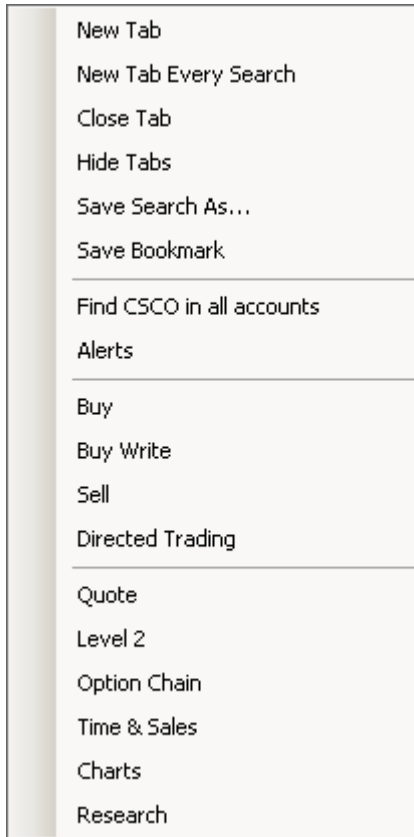 New Tab
New Tab Every Search
Close Tab
Hide Tabs
Save Search As...
Save Bookmark
Find CSCO in all accounts
Alerts
Buy
Buy Write
Sell
Directed Trading
Quote
Level 2
Option Chain
Time & Sales
Charts
Research